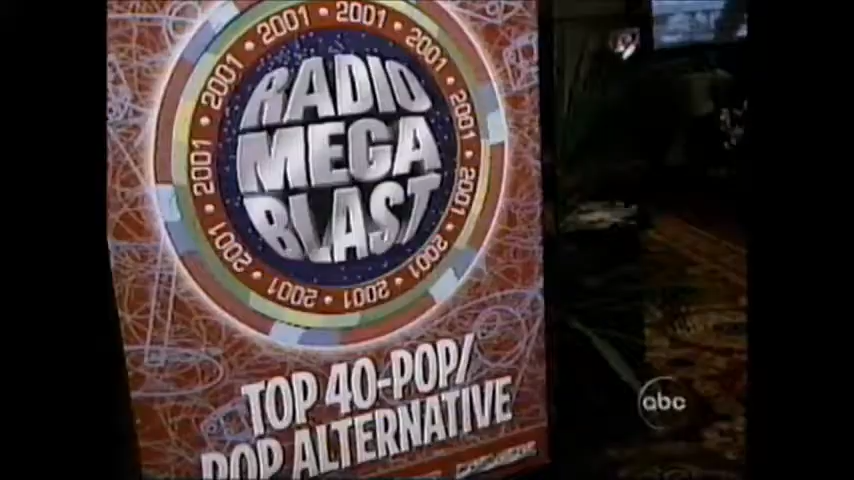 2001 • 2001 • 2001 • 2001 • 2001 • 2001 • 2001 • 2001 • 2001 • 2001 • 2001 • 2001
RADIO
MEGA
BLAST
TOP 40-POP/
POP ALTERNATIVE
abc